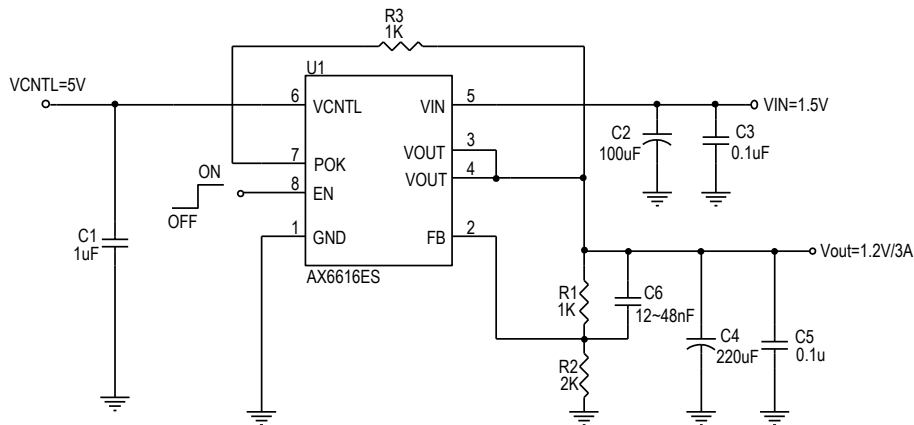 R3
1K
U1
VCNTL=5V
6
VCNTL
VIN
5
VIN=1.5V
C2
100uF
C3
0.1uF
7
POK
VOUT
3
VOUT
4
ON
OFF
8
EN
C1
1uF
1
GND
FB
2
AX6616ES
Vout=1.2V/3A
R1
1K
C6
12~48nF
C4
220uF
C5
0.1u
R2
2K